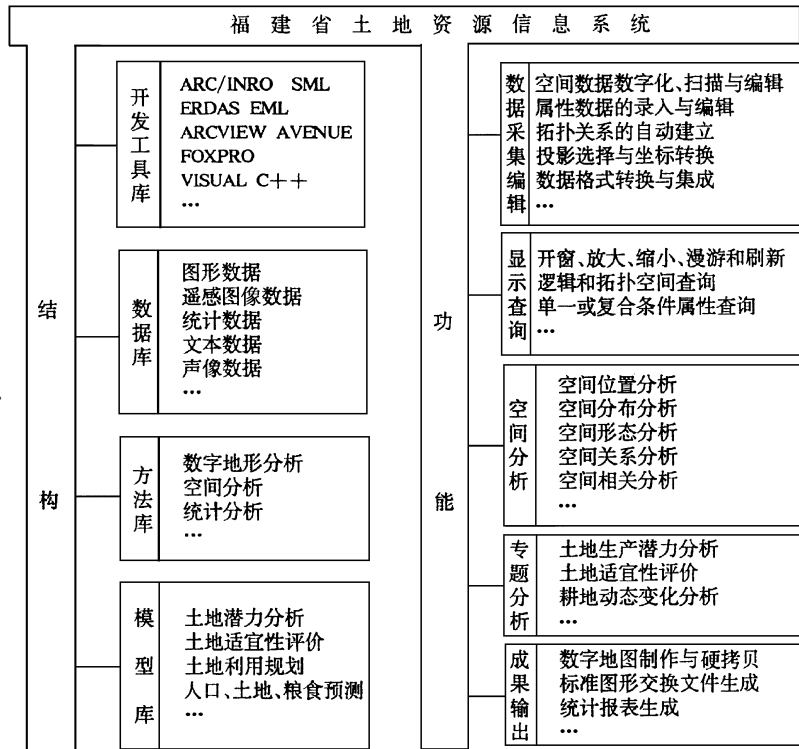 福建省土地资源信息系统
结构
开发工具库
ARC/INRO SML
ERDAS EML
ARCVIEW AVENUE
FOXPRO
VISUAL C++
…
数据库
图形数据
遥感图像数据
统计数据
文本数据
声像数据
…
方法库
数字地形分析
空间分析
统计分析
…
模型库
土地潜力分析
土地适宜性评价
土地利用规划
人口、土地、粮食预测
…
功能
数据采集编辑
空间数据数字化、扫描与编辑
属性数据的录入与编辑
拓扑关系的自动建立
投影选择与坐标转换
数据格式转换与集成
…
显示查询
开窗、放大、缩小、漫游和刷新
逻辑和拓扑空间查询
单一或复合条件属性查询
…
空间分析
空间位置分析
空间分布分析
空间形态分析
空间关系分析
空间相关分析
…
专题分析
土地生产潜力分析
土地适宜性评价
耕地动态变化分析
…
成果输出
数字地图制作与硬拷贝
标准图形交换文件生成
统计报表生成
…